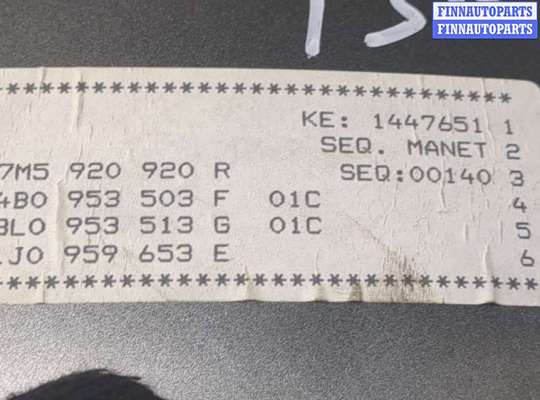 FINNAUTOPARTS
FINNAUTOPARTS
***********************************
KE: 1447651 1
SEQ. MANET 2
7M5 920 920 R SEQ:00140 3
4B0 953 503 F 01C 4
8L0 953 513 G 01C 5
1J0 959 653 E 6
***********************************